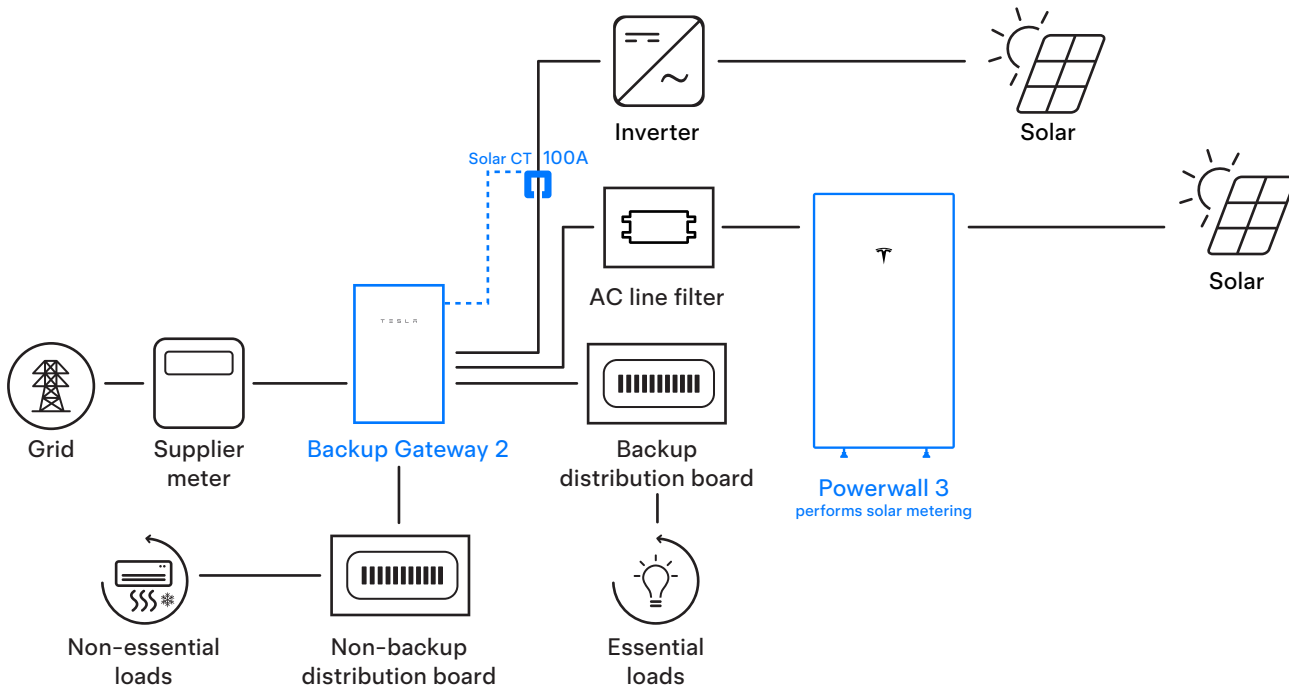 Inverter
Solar
Solar CT 100A
AC line filter
Solar
TESLA
Grid
Supplier
meter
Backup Gateway 2
Backup
distribution board
Powerwall 3
performs solar metering
Non-essential
loads
Non-backup
distribution board
Essential
loads